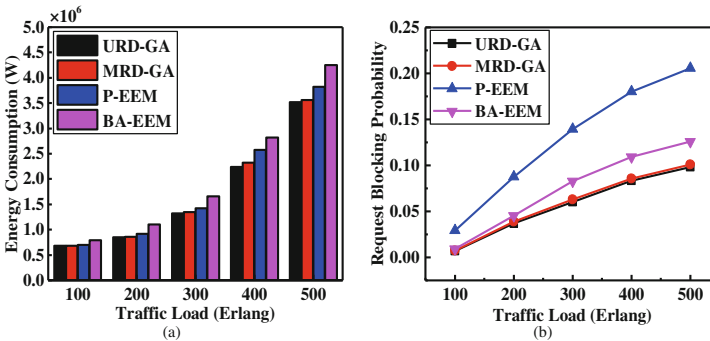 ×10⁶
Energy Consumption (W)
5.0
4.5
4.0
3.5
3.0
2.5
2.0
1.5
1.0
0.5
0.0
URD-GA
MRD-GA
P-EEM
BA-EEM
100 200 300 400 500
Traffic Load (Erlang)
(a)
Request Blocking Probability
0.25
0.20
0.15
0.10
0.05
0.00
URD-GA
MRD-GA
P-EEM
BA-EEM
100 200 300 400 500
Traffic Load (Erlang)
(b)